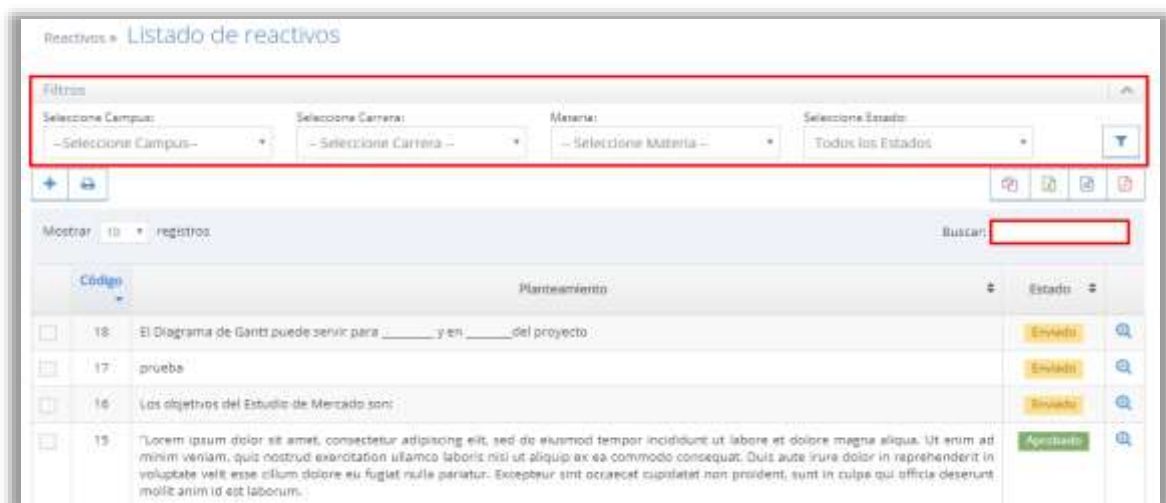 Reactivos » Listado de reactivos
Filtros
Seleccione Campus: Seleccione Carrera: Materia: Seleccione Estado:
--Seleccione Campus-- -- Seleccione Carrera -- -- Seleccione Materia -- Todos los Estados
Mostrar 10 registros Buscar:
Código Planteamiento Estado
18 El Diagrama de Gantt puede servir para ________ y en _______del proyecto Enviado
17 prueba Enviado
16 Los objetivos del Estudio de Mercado son: Enviado
15 "Lorem ipsum dolor sit amet, consectetur adipiscing elit, sed do eiusmod tempor incididunt ut labore et dolore magna aliqua. Ut enim ad Aprobado
minim veniam, quis nostrud exercitation ullamco laboris nisi ut aliquip ex ea commodo consequat. Duis aute irure dolor in reprehenderit in
voluptate velit esse cillum dolore eu fugiat nulla pariatur. Excepteur sint occaecat cupidatat non proident, sunt in culpa qui officia deserunt
mollit anim id est laborum.